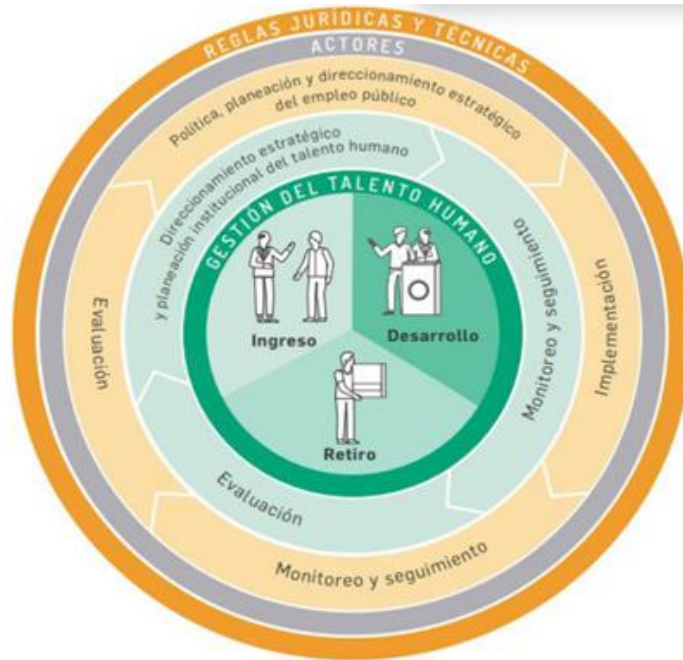 REGLAS JURÍDICAS Y TÉCNICAS
ACTORES
Política, planeación y direccionamiento estratégico
del empleo público
Direccionamiento estratégico
y planeación institucional del talento humano
GESTIÓN DEL TALENTO HUMANO
Ingreso
Desarrollo
Retiro
Monitoreo y seguimiento
Implementación
Evaluación
Evaluación
Monitoreo y seguimiento